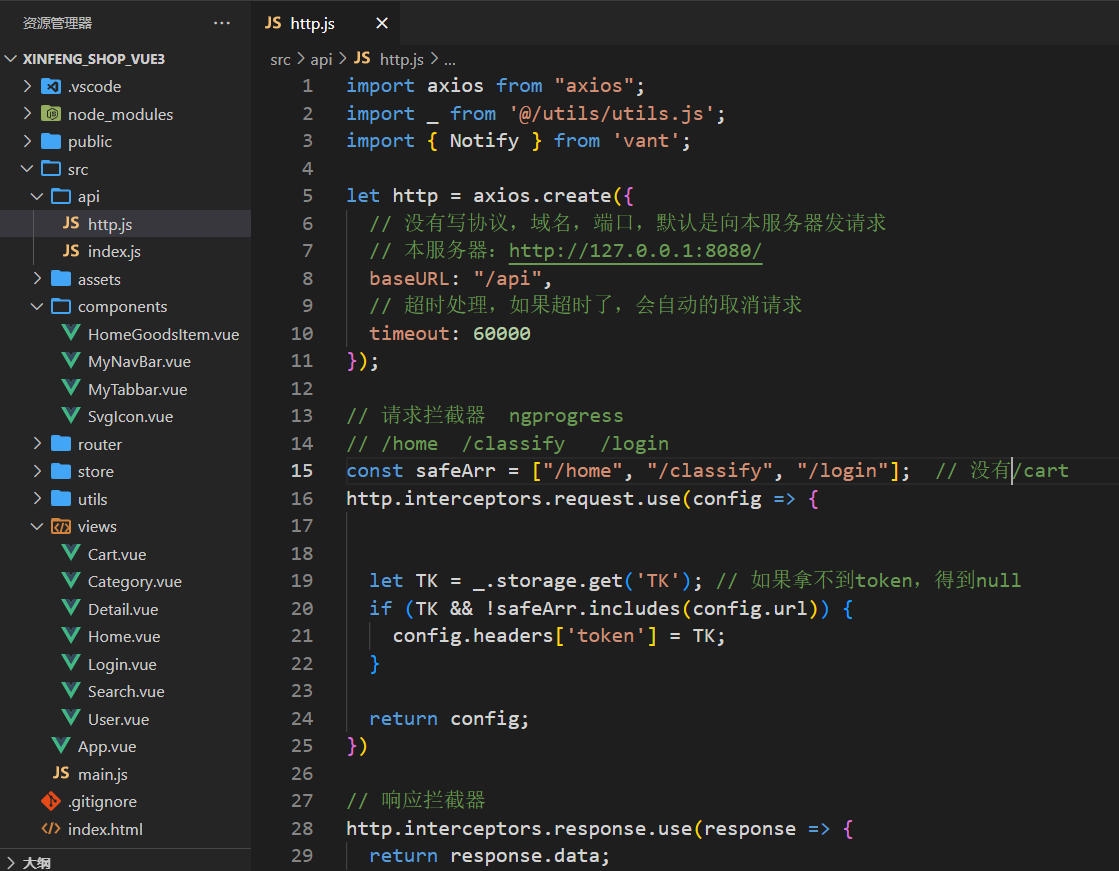 资源管理器 ···
XINFENG_SHOP_VUE3
.vscode
node_modules
public
src
api
JS http.js
JS index.js
assets
components
HomeGoodsItem.vue
MyNavBar.vue
MyTabbar.vue
SvgIcon.vue
router
store
utils
views
Cart.vue
Category.vue
Detail.vue
Home.vue
Login.vue
Search.vue
User.vue
App.vue
JS main.js
.gitignore
index.html
大纲
JS http.js
src > api > JS http.js > ...
1 import axios from "axios";
2 import _ from '@/utils/utils.js';
3 import { Notify } from 'vant';
4
5 let http = axios.create({
6 // 没有写协议，域名，端口，默认是向本服务器发请求
7 // 本服务器：http://127.0.0.1:8080/
8 baseURL: "/api",
9 // 超时处理，如果超时了，会自动的取消请求
10 timeout: 60000
11 });
12
13 // 请求拦截器  ngprogress
14 // /home  /classify   /login
15 const safeArr = ["/home", "/classify", "/login"];  // 没有/cart
16 http.interceptors.request.use(config => {
17
18
19 let TK = _.storage.get('TK'); // 如果拿不到token，得到null
20 if (TK && !safeArr.includes(config.url)) {
21 config.headers['token'] = TK;
22 }
23
24 return config;
25 })
26
27 // 响应拦截器
28 http.interceptors.response.use(response => {
29 return response.data;